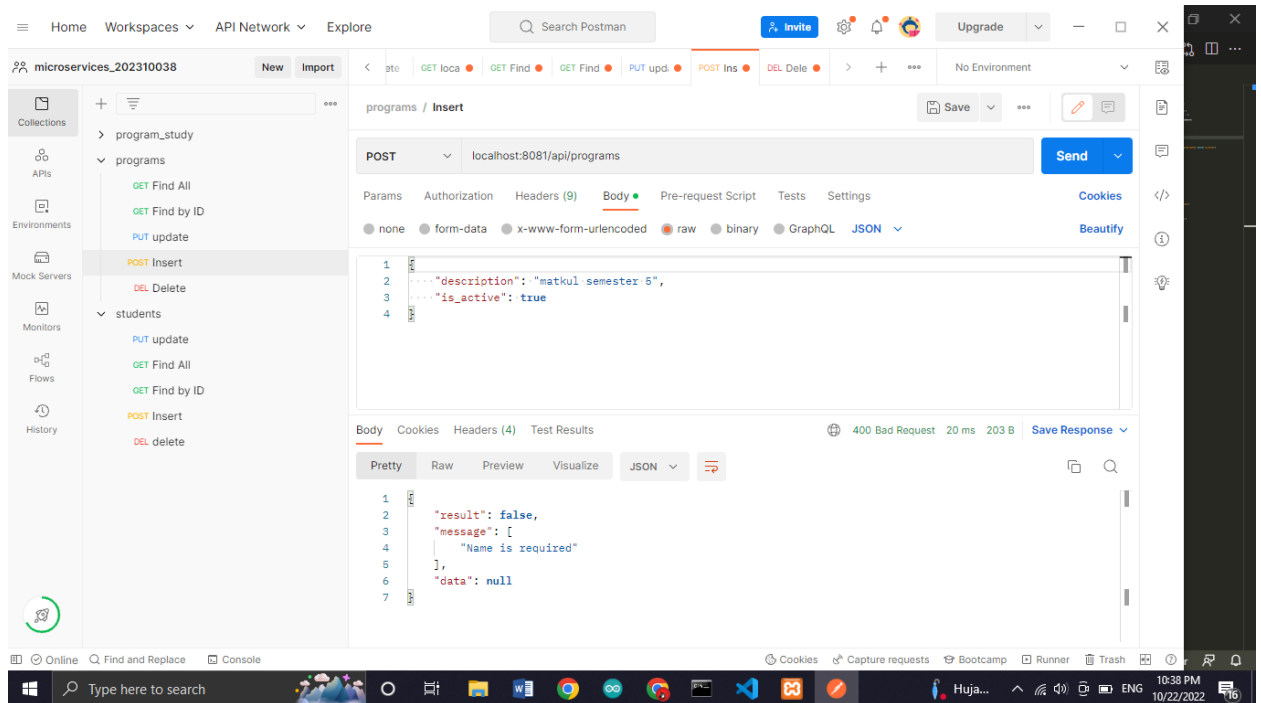 Home Workspaces API Network Explore Search Postman Invite Upgrade
microservices_202310038 New Import ete GET loca GET Find GET Find PUT upd POST Ins DEL Dele No Environment
Collections
APIs
Environments
Mock Servers
Monitors
Flows
History
program_study
programs
GET Find All
GET Find by ID
PUT update
POST Insert
DEL Delete
students
PUT update
GET Find All
GET Find by ID
POST Insert
DEL delete
programs / Insert Save
POST localhost:8081/api/programs Send
Params Authorization Headers (9) Body Pre-request Script Tests Settings Cookies
none form-data x-www-form-urlencoded raw binary GraphQL JSON Beautify
1 {
2 "description": "matkul semester 5",
3 "is_active": true
4 }
Body Cookies Headers (4) Test Results 400 Bad Request 20 ms 203 B Save Response
Pretty Raw Preview Visualize JSON
1 {
2 "result": false,
3 "message": [
4 "Name is required"
5 ],
6 "data": null
7 }
Online Find and Replace Console Cookies Capture requests Bootcamp Runner Trash
Type here to search Huja... ENG 10:38 PM
10/22/2022 16